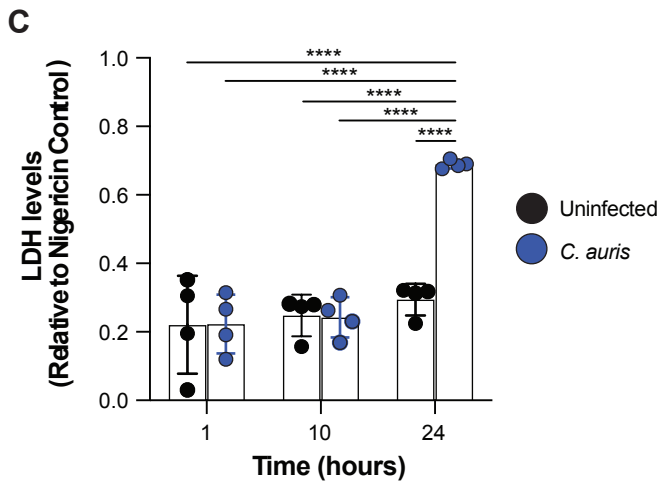 C
LDH levels
(Relative to Nigericin Control)
1.0
0.8
0.6
0.4
0.2
0.0
****
****
****
****
****
1
10
24
Time (hours)
Uninfected
C. auris